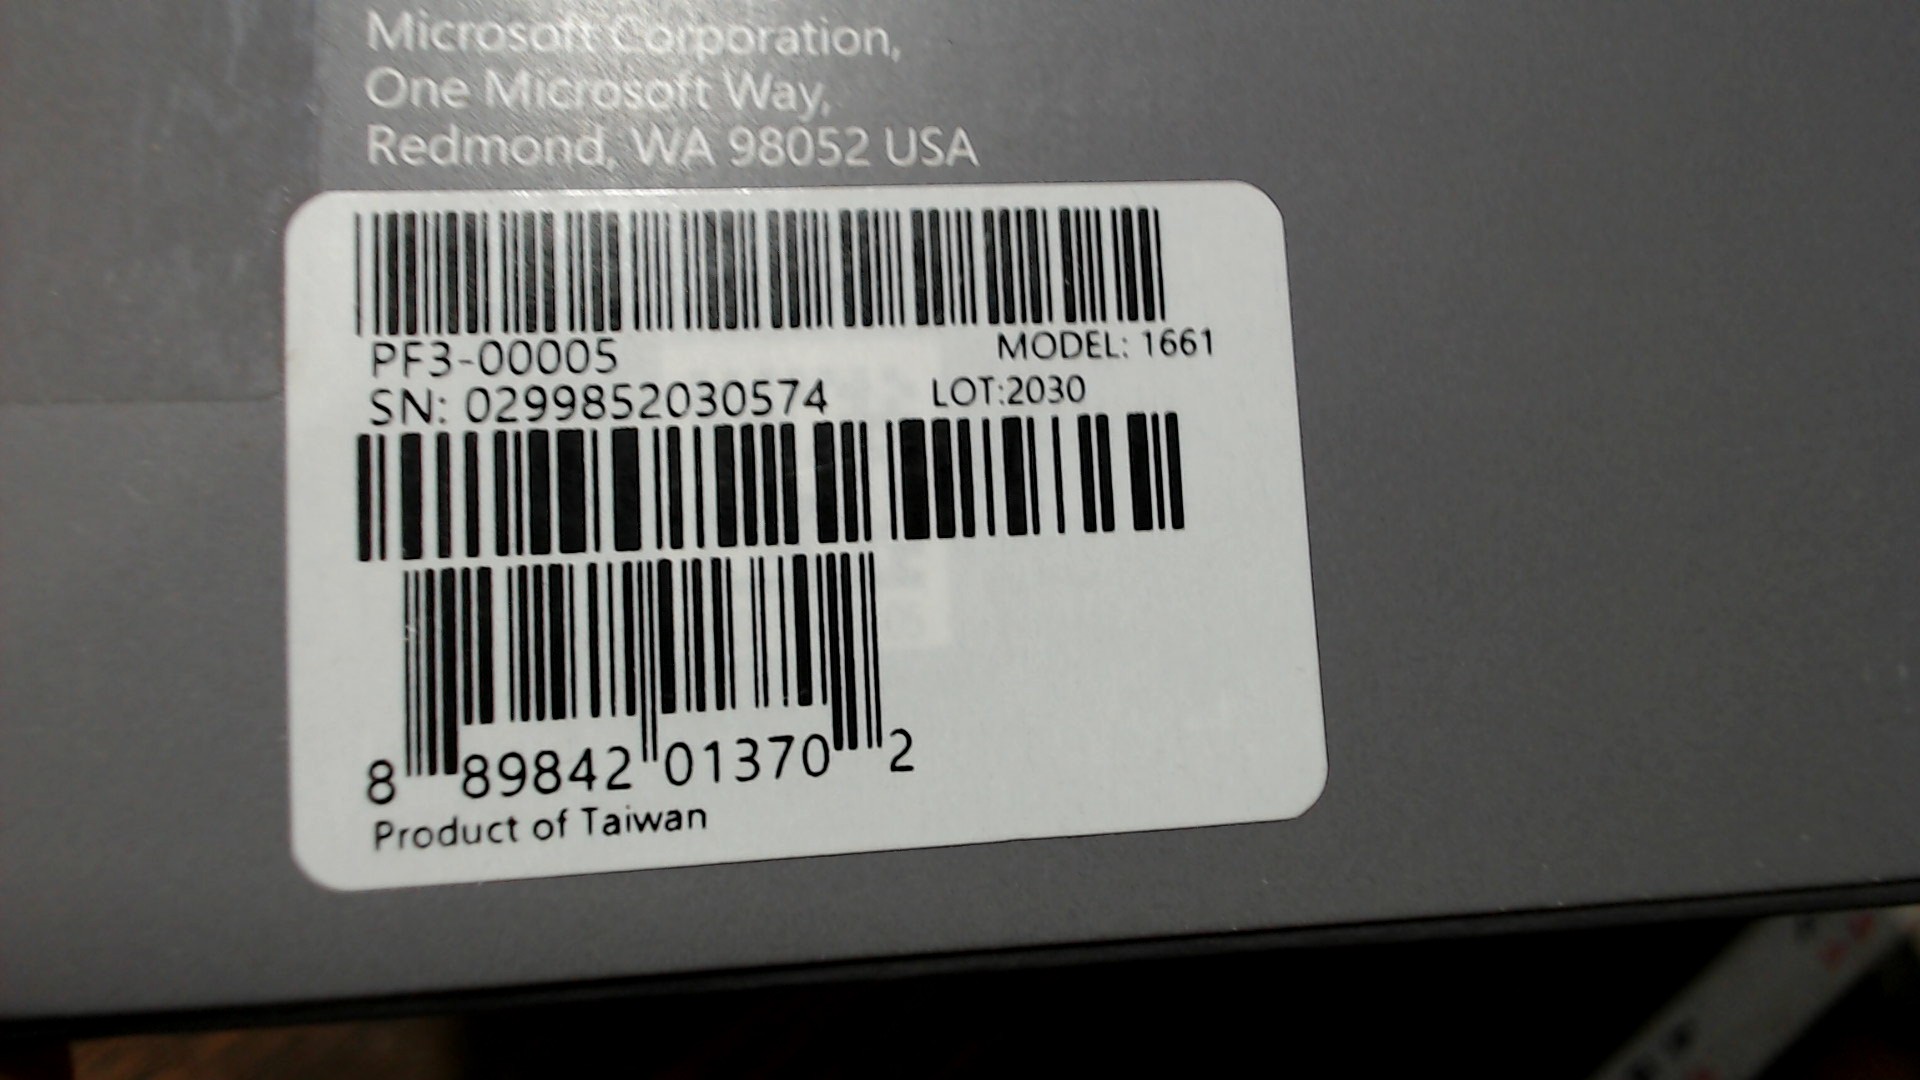 Microsoft Corporation,
One Microsoft Way,
Redmond, WA 98052 USA
PF3-00005
MODEL: 1661
SN: 0299852030574
LOT:2030
8 89842 01370 2
Product of Taiwan